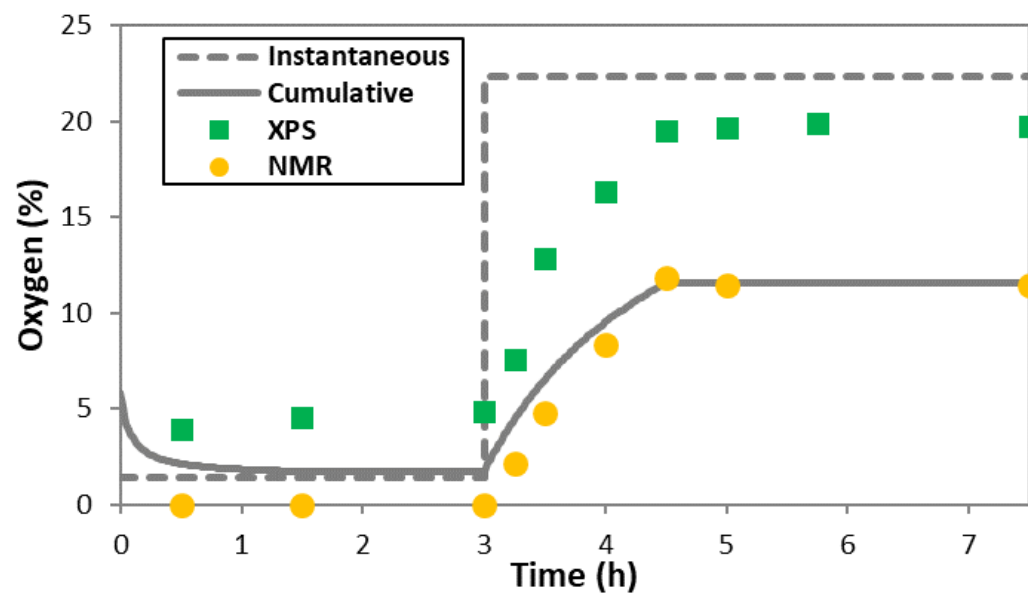 25
20
15
10
5
0
Oxygen (%)
Instantaneous
Cumulative
XPS
NMR
0 1 2 3 4 5 6 7
Time (h)